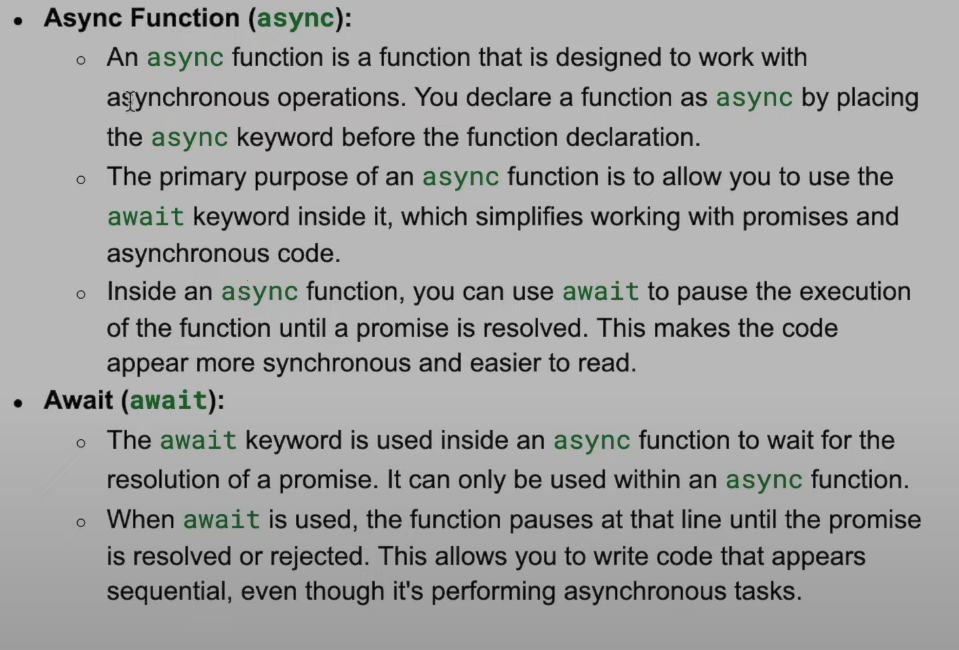 Async Function (async):
An async function is a function that is designed to work with
asynchronous operations. You declare a function as async by placing
the async keyword before the function declaration.
The primary purpose of an async function is to allow you to use the
await keyword inside it, which simplifies working with promises and
asynchronous code.
Inside an async function, you can use await to pause the execution
of the function until a promise is resolved. This makes the code
appear more synchronous and easier to read.
Await (await):
The await keyword is used inside an async function to wait for the
resolution of a promise. It can only be used within an async function.
When await is used, the function pauses at that line until the promise
is resolved or rejected. This allows you to write code that appears
sequential, even though it's performing asynchronous tasks.